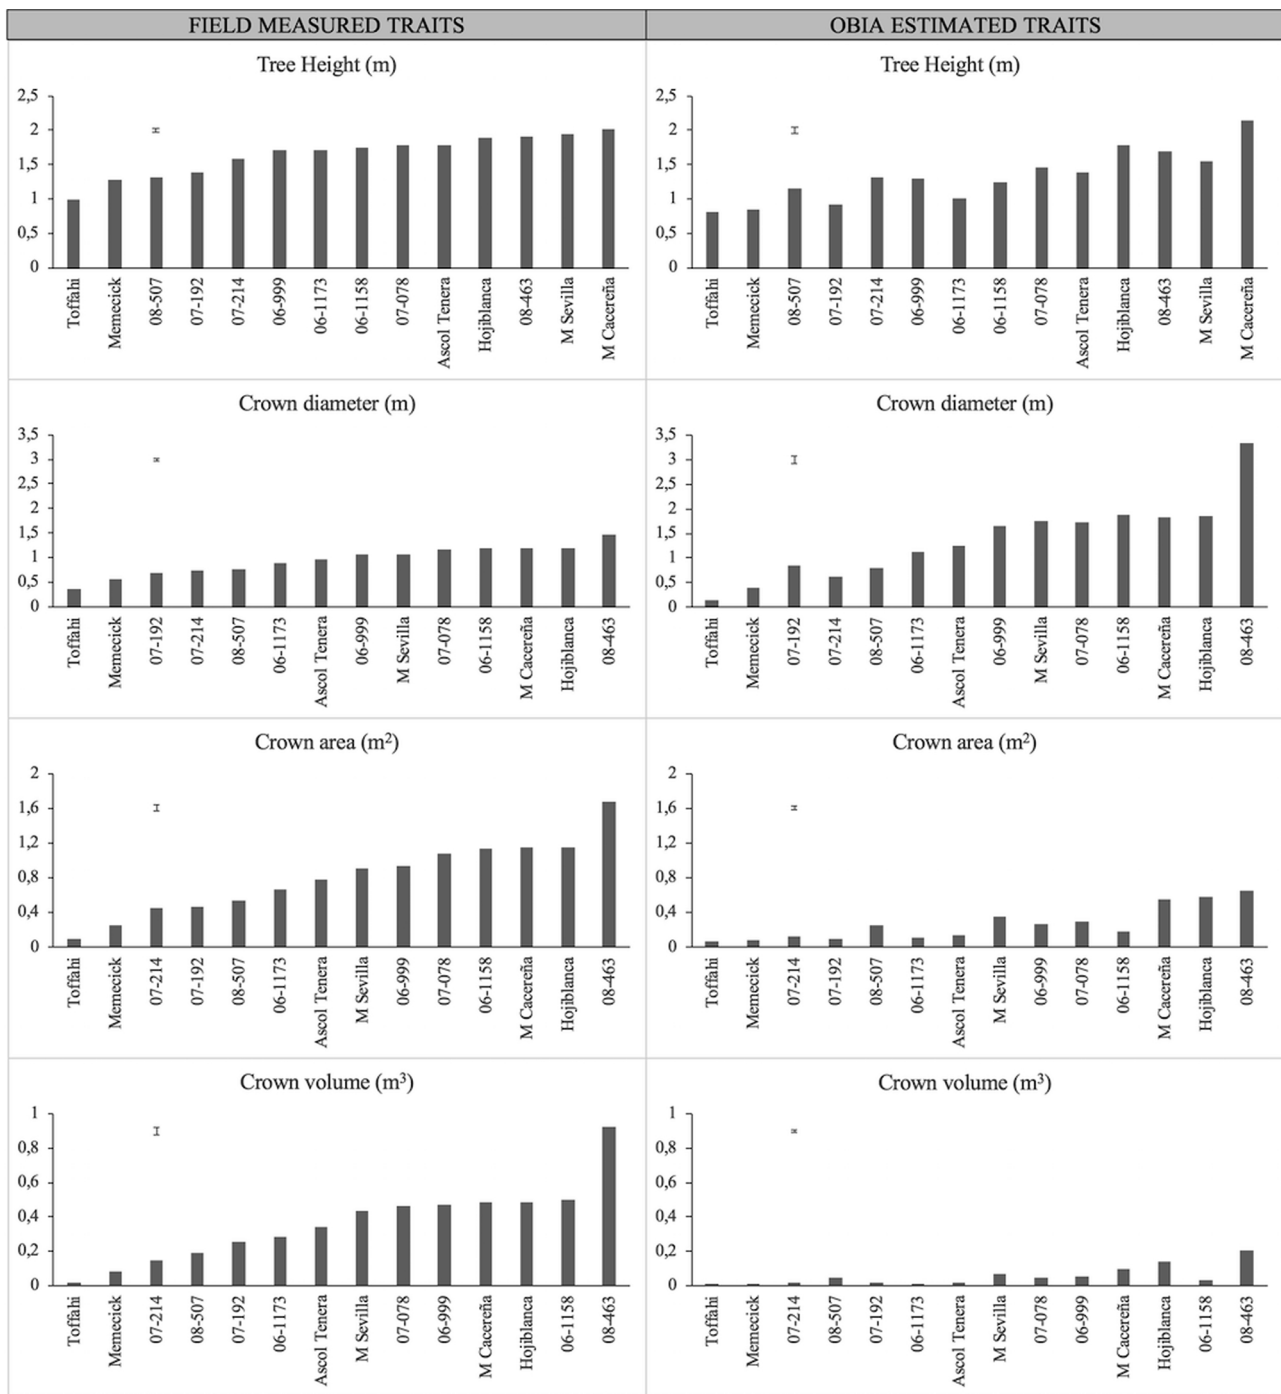 FIELD MEASURED TRAITS
OBIA ESTIMATED TRAITS
Tree Height (m)
2,5
2
1,5
1
0,5
0
Toffahi
Memecick
08-507
07-192
07-214
06-999
06-1173
06-1158
07-078
Ascol Tenera
Hojiblanca
08-463
M Sevilla
M Cacereña
Tree Height (m)
2,5
2
1,5
1
0,5
0
Toffahi
Memecick
08-507
07-192
07-214
06-999
06-1173
06-1158
07-078
Ascol Tenera
Hojiblanca
08-463
M Sevilla
M Cacereña
Crown diameter (m)
3,5
3
2,5
2
1,5
1
0,5
0
Toffahi
Memecick
07-192
07-214
08-507
06-1173
Ascol Tenera
06-999
M Sevilla
07-078
06-1158
M Cacereña
Hojiblanca
08-463
Crown diameter (m)
3,5
3
2,5
2
1,5
1
0,5
0
Toffahi
Memecick
07-192
07-214
08-507
06-1173
Ascol Tenera
06-999
M Sevilla
07-078
06-1158
M Cacereña
Hojiblanca
08-463
Crown area (m²)
2
1,6
1,2
0,8
0,4
0
Toffahi
Memecick
07-214
07-192
08-507
06-1173
Ascol Tenera
M Sevilla
06-999
07-078
06-1158
M Cacereña
Hojiblanca
08-463
Crown area (m²)
2
1,6
1,2
0,8
0,4
0
Toffahi
Memecick
07-214
07-192
08-507
06-1173
Ascol Tenera
M Sevilla
06-999
07-078
06-1158
M Cacereña
Hojiblanca
08-463
Crown volume (m³)
1
0,8
0,6
0,4
0,2
0
Toffahi
Memecick
07-214
08-507
07-192
06-1173
Ascol Tenera
M Sevilla
07-078
06-999
M Cacereña
Hojiblanca
06-1158
08-463
Crown volume (m³)
1
0,8
0,6
0,4
0,2
0
Toffahi
Memecick
07-214
08-507
07-192
06-1173
Ascol Tenera
M Sevilla
07-078
06-999
M Cacereña
Hojiblanca
06-1158
08-463